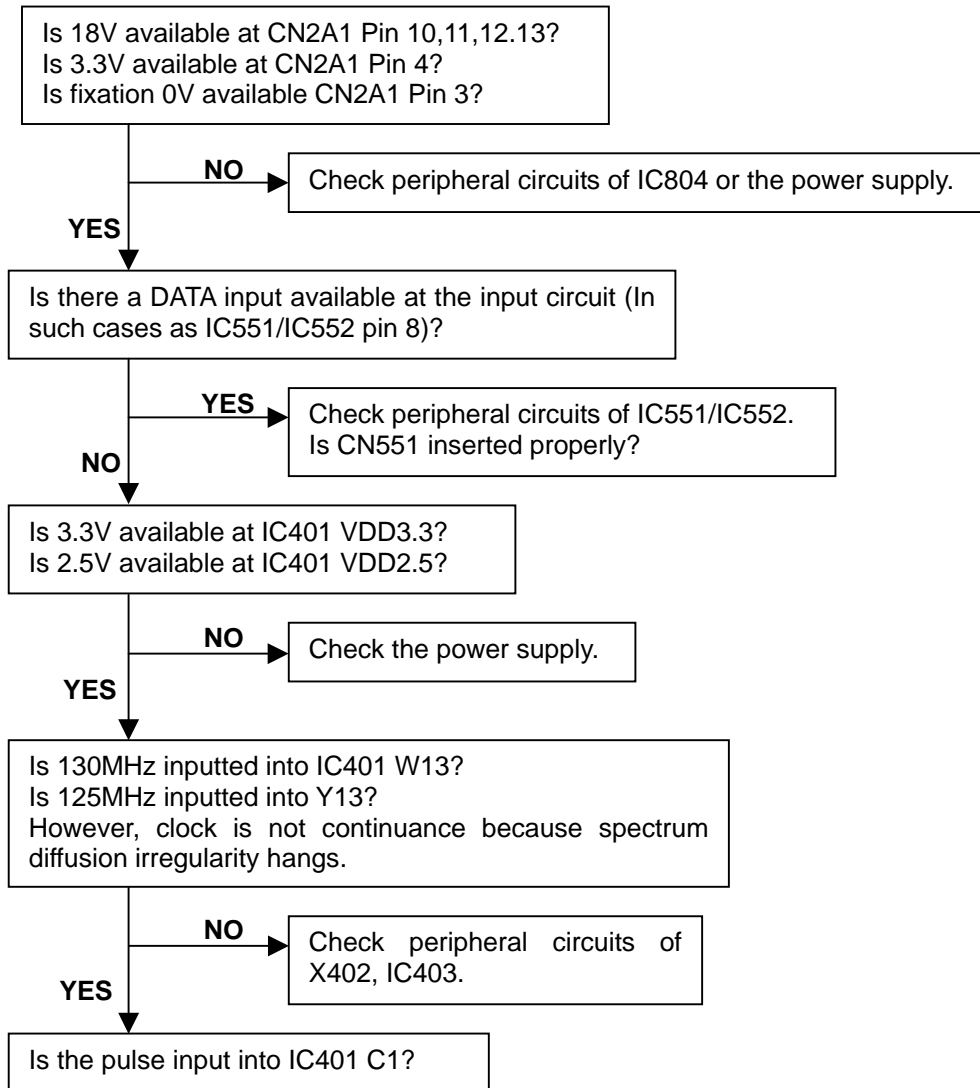 Is 18V available at CN2A1 Pin 10,11,12.13?
Is 3.3V available at CN2A1 Pin 4?
Is fixation 0V available CN2A1 Pin 3?
NO
Check peripheral circuits of IC804 or the power supply.
YES
Is there a DATA input available at the input circuit (In
such cases as IC551/IC552 pin 8)?
YES
Check peripheral circuits of IC551/IC552.
Is CN551 inserted properly?
NO
Is 3.3V available at IC401 VDD3.3?
Is 2.5V available at IC401 VDD2.5?
NO
Check the power supply.
YES
Is 130MHz inputted into IC401 W13?
Is 125MHz inputted into Y13?
However, clock is not continuance because spectrum
diffusion irregularity hangs.
NO
Check peripheral circuits of
X402, IC403.
YES
Is the pulse input into IC401 C1?